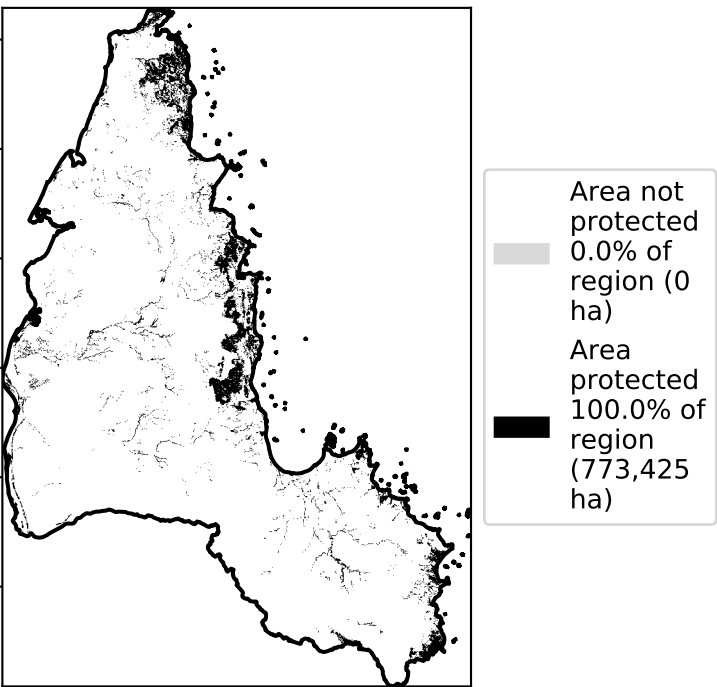 Area not
protected
0.0% of
region (0
ha)
Area
protected
100.0% of
region
(773,425
ha)